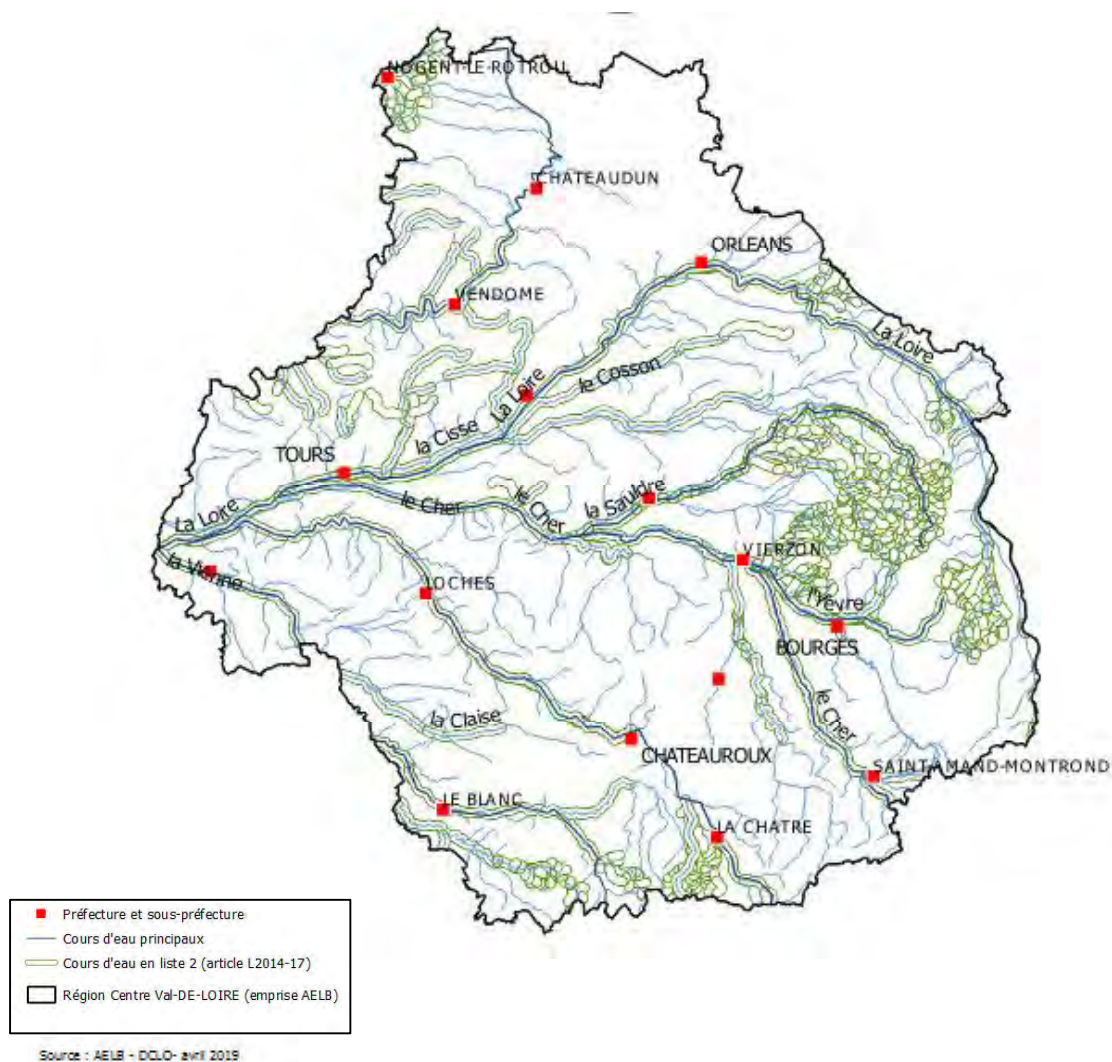 NOGENT-LE-ROTROU
CHATEAUDUN
ORLEANS
VENDOME
La Loire
le Cosson
La Loire
la Cisse
TOURS
le Cher
le Cher
la Sauldre
La Loire
VIERZON
la Vienne
LOCHES
l'Yèvre
BOURGES
le Cher
la Claise
CHATEAUROUX
SAINT-AMAND-MONTROND
LE BLANC
LA CHATRE
Préfecture et sous-préfecture
Cours d'eau principaux
Cours d'eau en liste 2 (article L2014-17)
Région Centre Val-DE-LOIRE (emprise AELB)
Source : AELB - DCLO- avril 2019